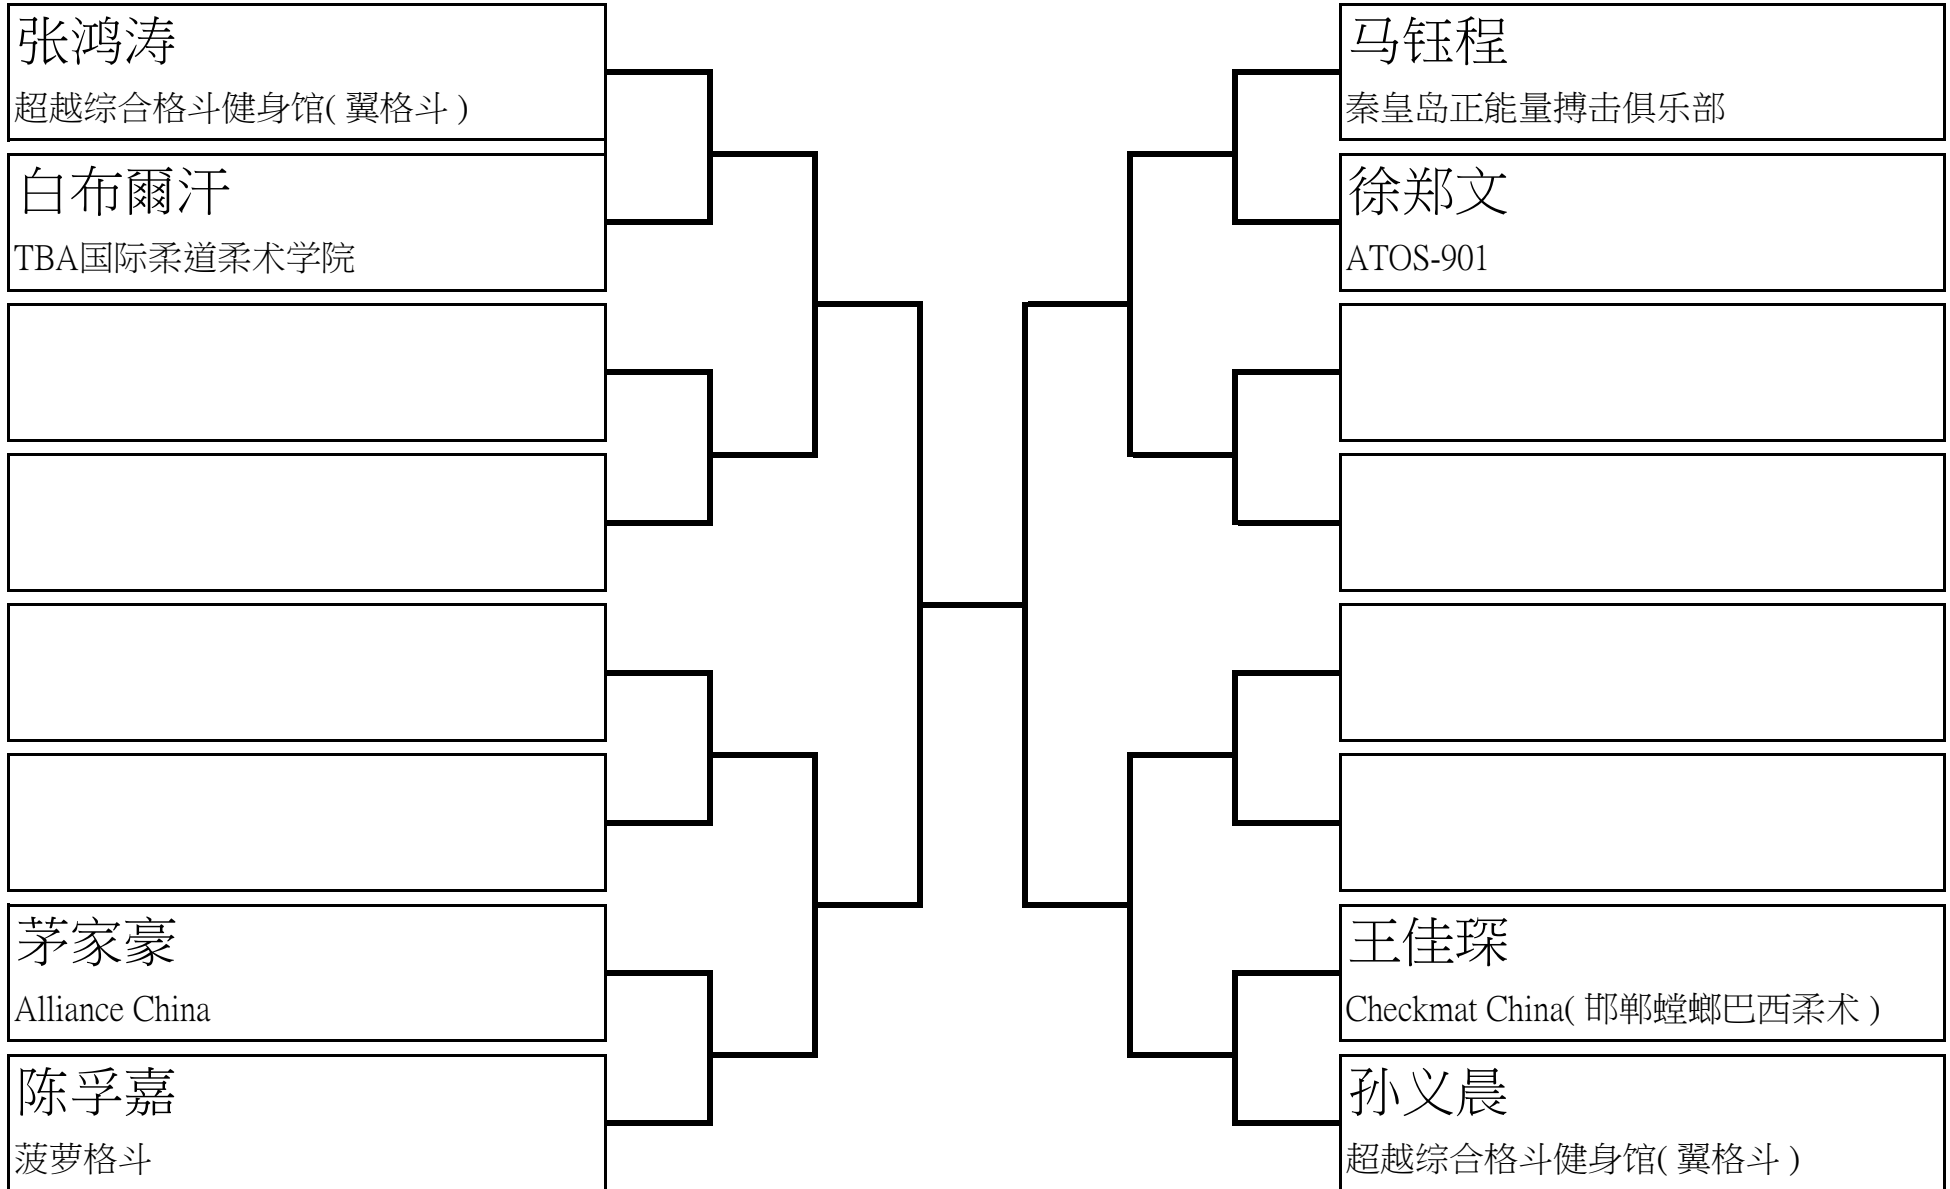 张鸿涛
超越综合格斗健身馆( 翼格斗 )
白布爾汗
TBA国际柔道柔术学院
茅家豪
Alliance China
陈孚嘉
菠萝格斗
马钰程
秦皇岛正能量搏击俱乐部
徐郑文
ATOS-901
王佳琛
Checkmat China( 邯郸螳螂巴西柔术 )
孙义晨
超越综合格斗健身馆( 翼格斗 )